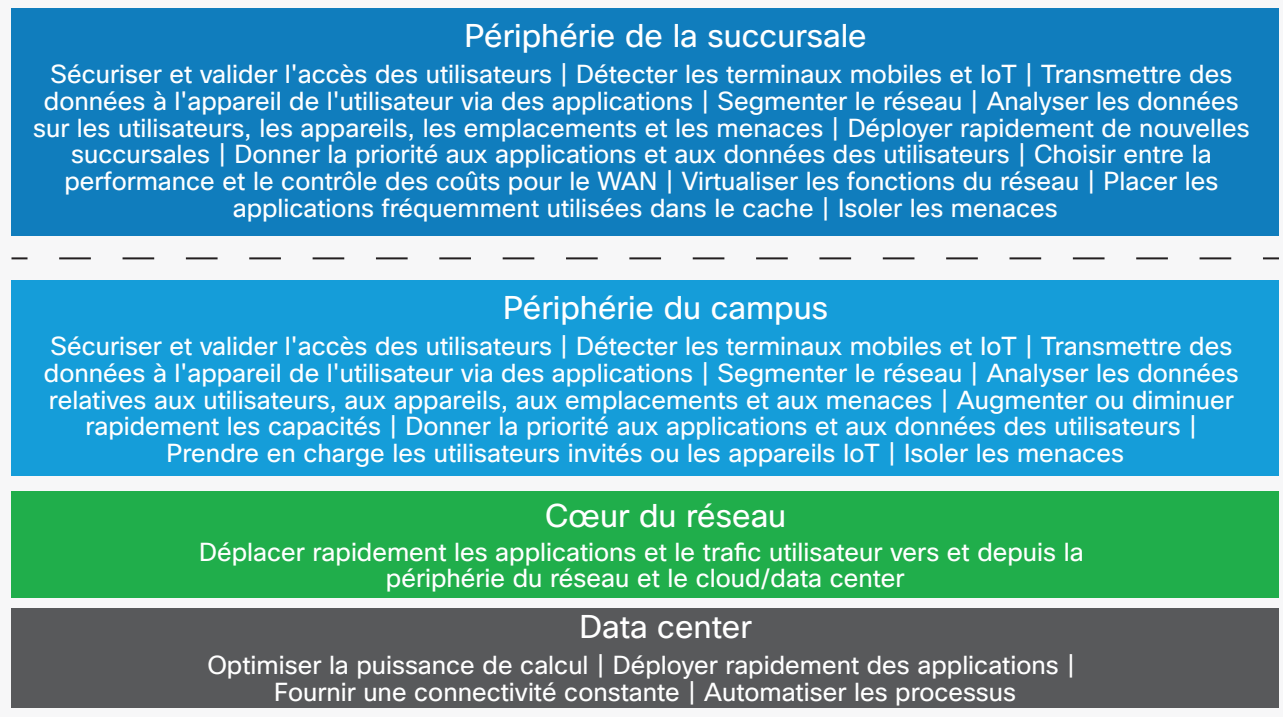 Périphérie de la succursale
Sécuriser et valider l'accès des utilisateurs | Détecter les terminaux mobiles et IoT | Transmettre des
données à l'appareil de l'utilisateur via des applications | Segmenter le réseau | Analyser les données
sur les utilisateurs, les appareils, les emplacements et les menaces | Déployer rapidement de nouvelles
succursales | Donner la priorité aux applications et aux données des utilisateurs | Choisir entre la
performance et le contrôle des coûts pour le WAN | Virtualiser les fonctions du réseau | Placer les
applications fréquemment utilisées dans le cache | Isoler les menaces
Périphérie du campus
Sécuriser et valider l'accès des utilisateurs | Détecter les terminaux mobiles et IoT | Transmettre des
données à l'appareil de l'utilisateur via des applications | Segmenter le réseau | Analyser les données
relatives aux utilisateurs, aux appareils, aux emplacements et aux menaces | Augmenter ou diminuer
rapidement les capacités | Donner la priorité aux applications et aux données des utilisateurs |
Prendre en charge les utilisateurs invités ou les appareils IoT | Isoler les menaces
Cœur du réseau
Déplacer rapidement les applications et le trafic utilisateur vers et depuis la
périphérie du réseau et le cloud/data center
Data center
Optimiser la puissance de calcul | Déployer rapidement des applications |
Fournir une connectivité constante | Automatiser les processus